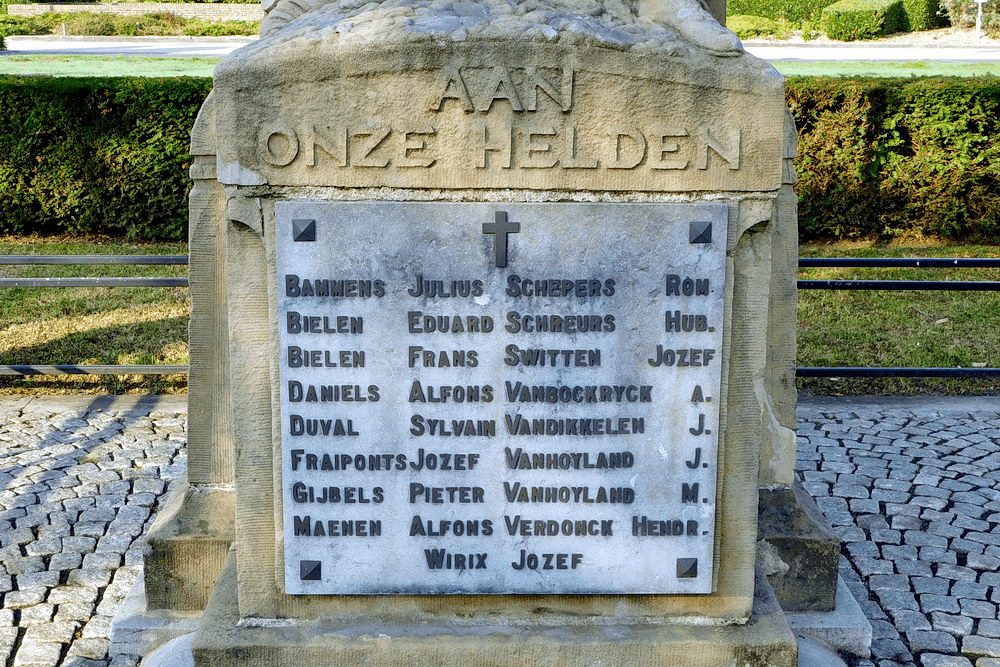 AAN
ONZE HELDEN
BAMMENS JULIUS SCHEPERS ROM.
BIELEN EDUARD SCHREURS HUB.
BIELEN FRANS SWITTEN JOZEF
DANIELS ALFONS VANBOCKRYCK A.
DUVAL SYLVAIN VANDIKKELEN J.
FRAIPONTS JOZEF VANHOYLAND J.
GIJBELS PIETER VANHOYLAND M.
MAENEN ALFONS VERDONCK HENDR.
WIRIX JOZEF